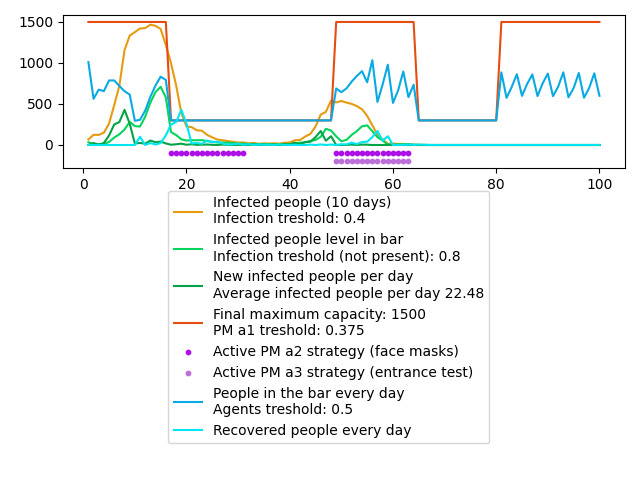 1500
1000
500
0
0 20 40 60 80 100
Infected people (10 days)
Infection treshold: 0.4
Infected people level in bar
Infection treshold (not present): 0.8
New infected people per day
Average infected people per day 22.48
Final maximum capacity: 1500
PM a1 treshold: 0.375
Active PM a2 strategy (face masks)
Active PM a3 strategy (entrance test)
People in the bar every day
Agents treshold: 0.5
Recovered people every day